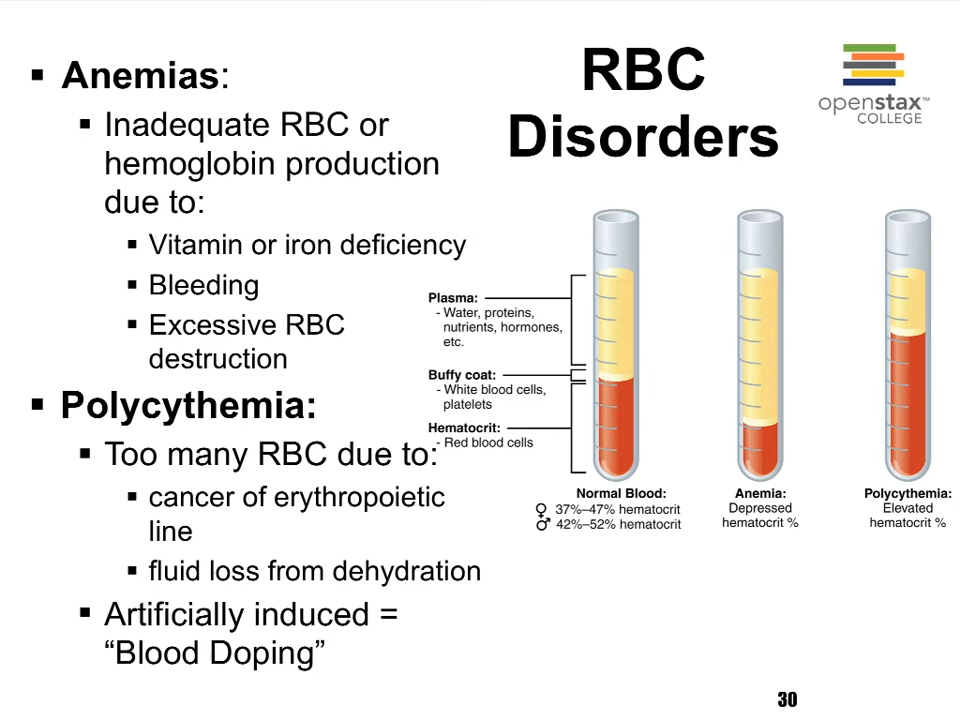 RBC
Disorders
openstax™
COLLEGE
▪ Anemias:
▪ Inadequate RBC or
hemoglobin production
due to:
▪ Vitamin or iron deficiency
▪ Bleeding
▪ Excessive RBC
destruction
▪ Polycythemia:
▪ Too many RBC due to:
▪ cancer of erythropoietic
line
▪ fluid loss from dehydration
▪ Artificially induced =
“Blood Doping”
Plasma:
- Water, proteins,
nutrients, hormones,
etc.
Buffy coat:
- White blood cells,
platelets
Hematocrit:
- Red blood cells
Normal Blood:
♀ 37%–47% hematocrit
♂ 42%–52% hematocrit
Anemia:
Depressed
hematocrit %
Polycythemia:
Elevated
hematocrit %
30